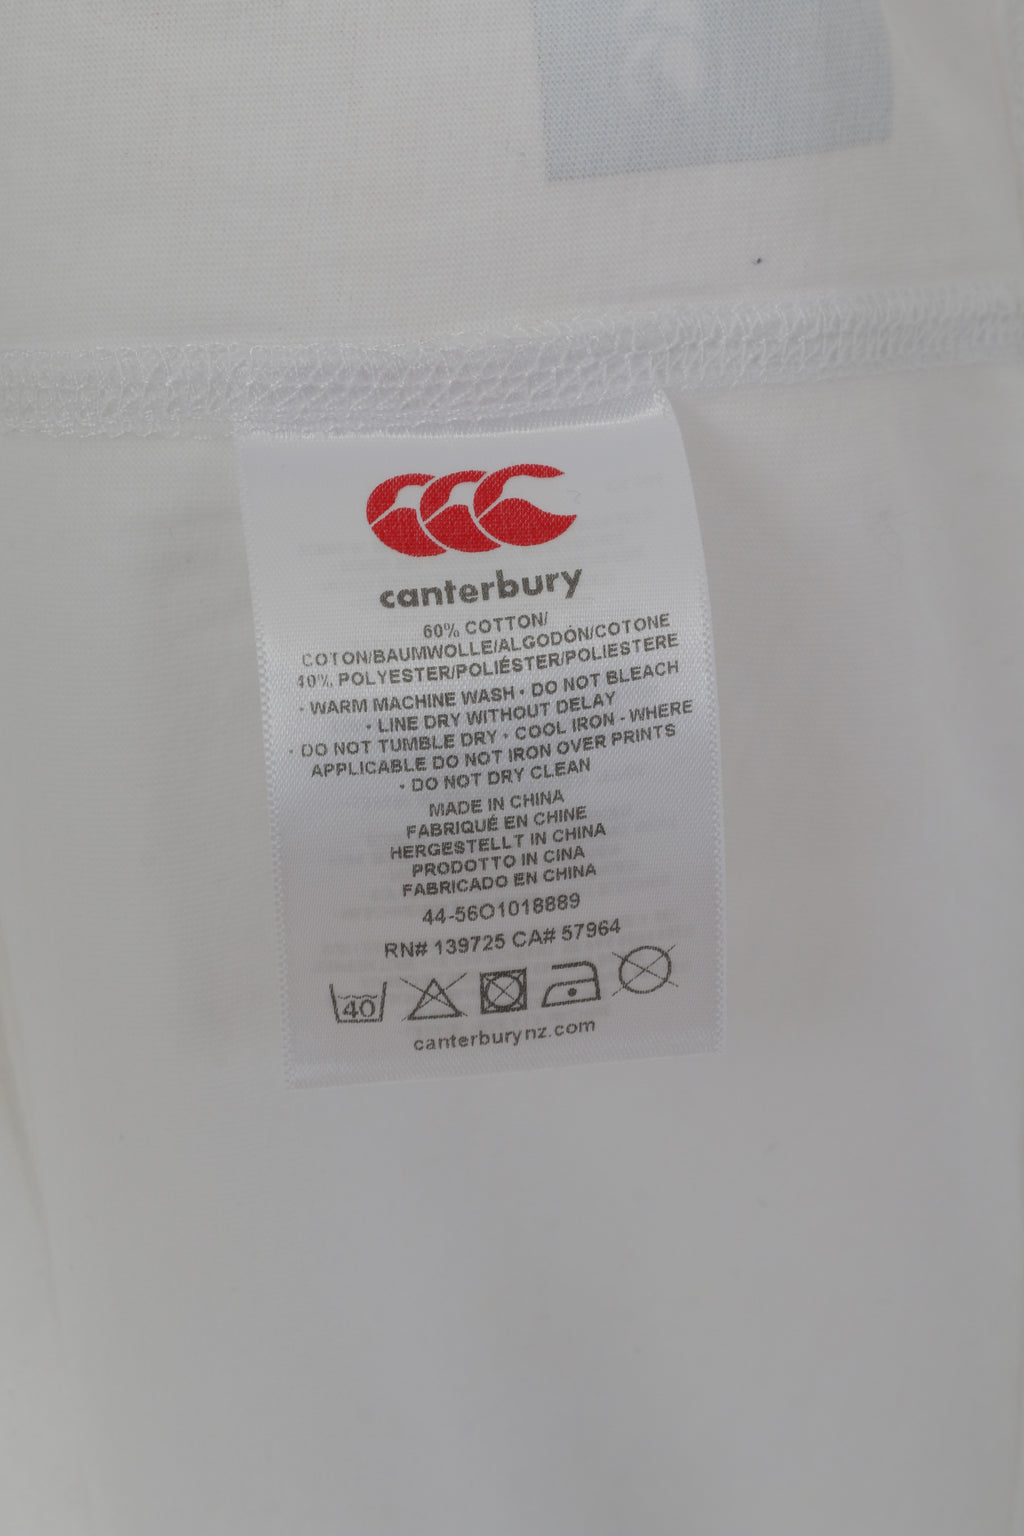 canterbury
60% COTTON/
COTON/BAUMWOLLE/ALGODÓN/COTONE
40% POLYESTER/POLIÉSTER/POLIESTERE
• WARM MACHINE WASH • DO NOT BLEACH
• LINE DRY WITHOUT DELAY
• DO NOT TUMBLE DRY • COOL IRON - WHERE
APPLICABLE DO NOT IRON OVER PRINTS
• DO NOT DRY CLEAN
MADE IN CHINA
FABRIQUÉ EN CHINE
HERGESTELLT IN CHINA
PRODOTTO IN CINA
FABRICADO EN CHINA
44-56O1018889
RN# 139725 CA# 57964
40
canterburynz.com